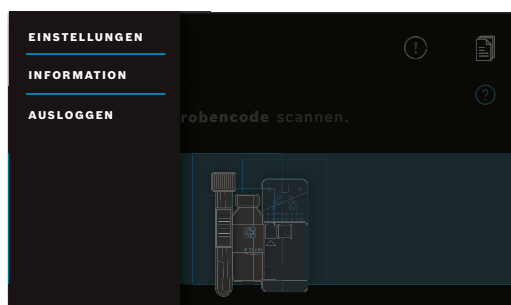 EINSTELLUNGEN
INFORMATION
AUSLOGGEN
robencode scannen.